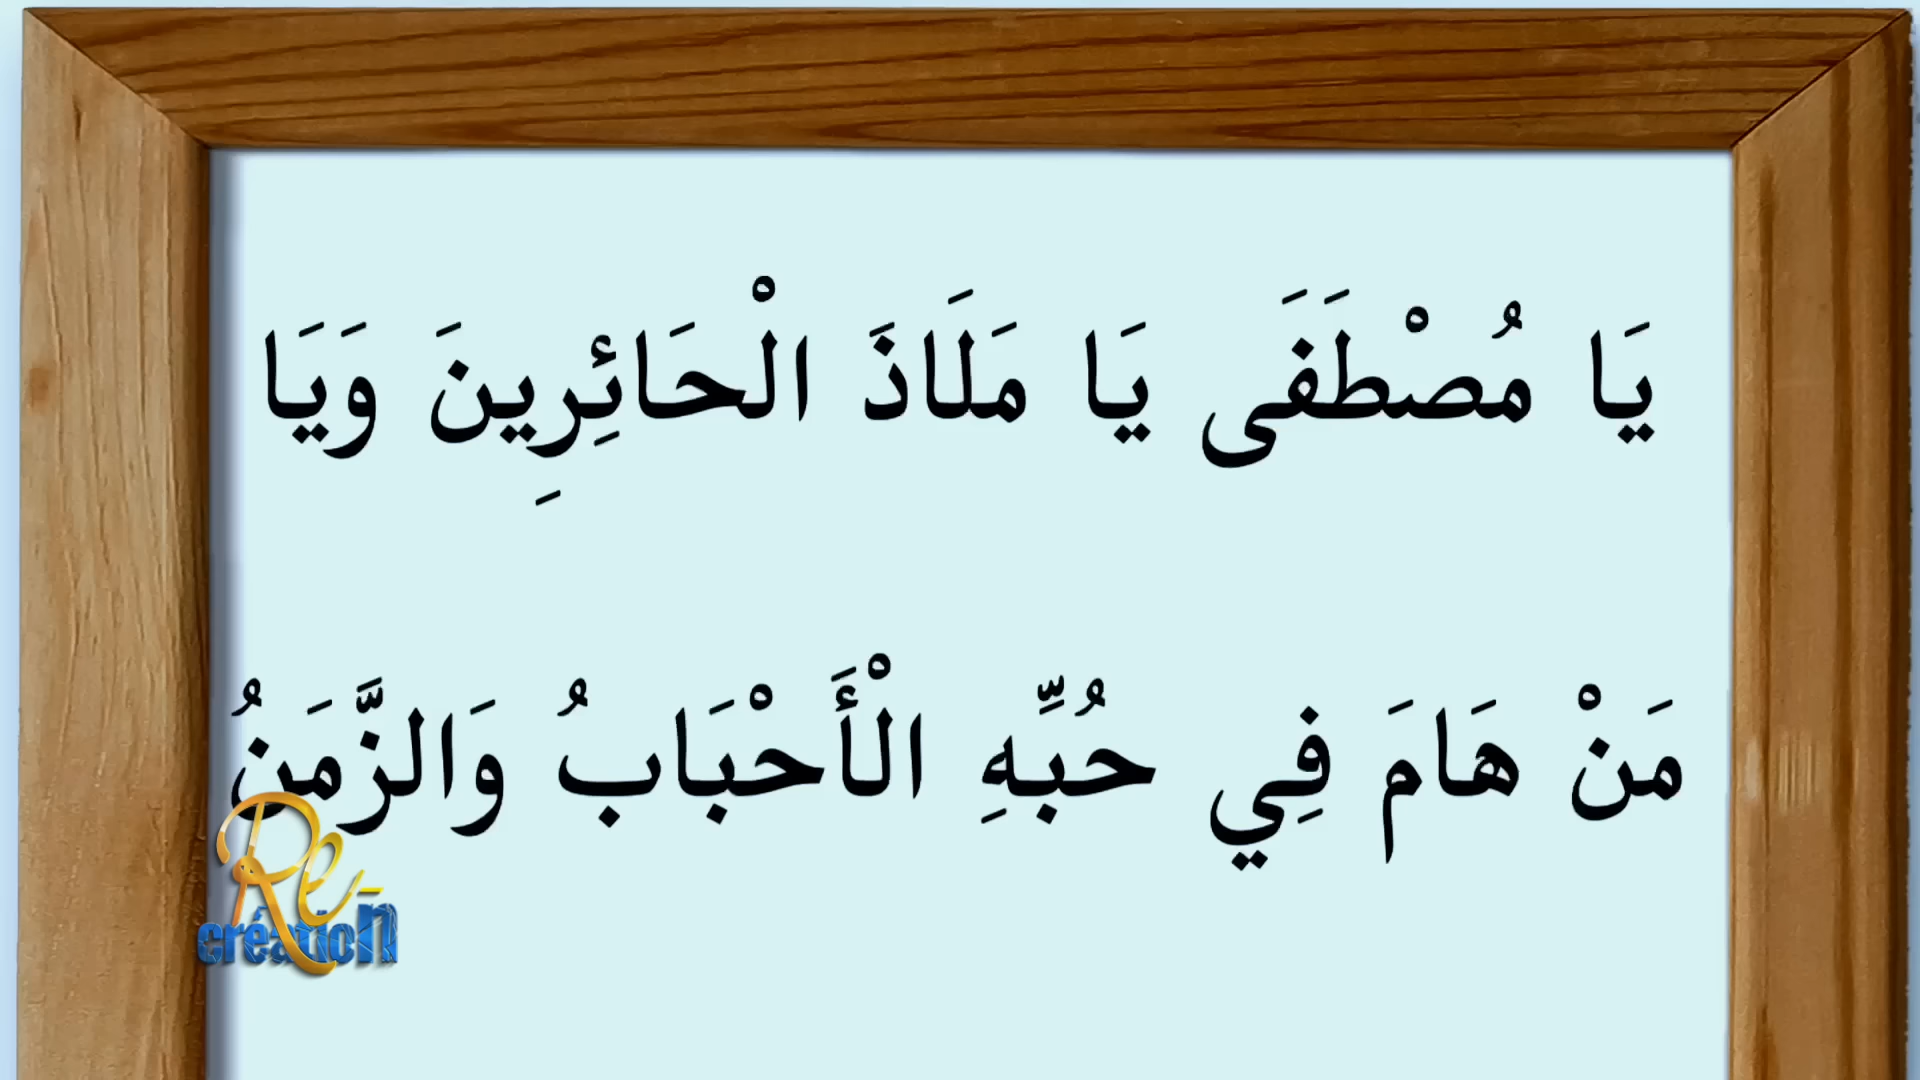 يَا مُصْطَفَى يَا مَلَاذَ الْحَائِرِينَ وَيَا
مَنْ هَامَ فِي حُبِّهِ الْأَحْبَابُ وَالزَّمَنُ
Re
création